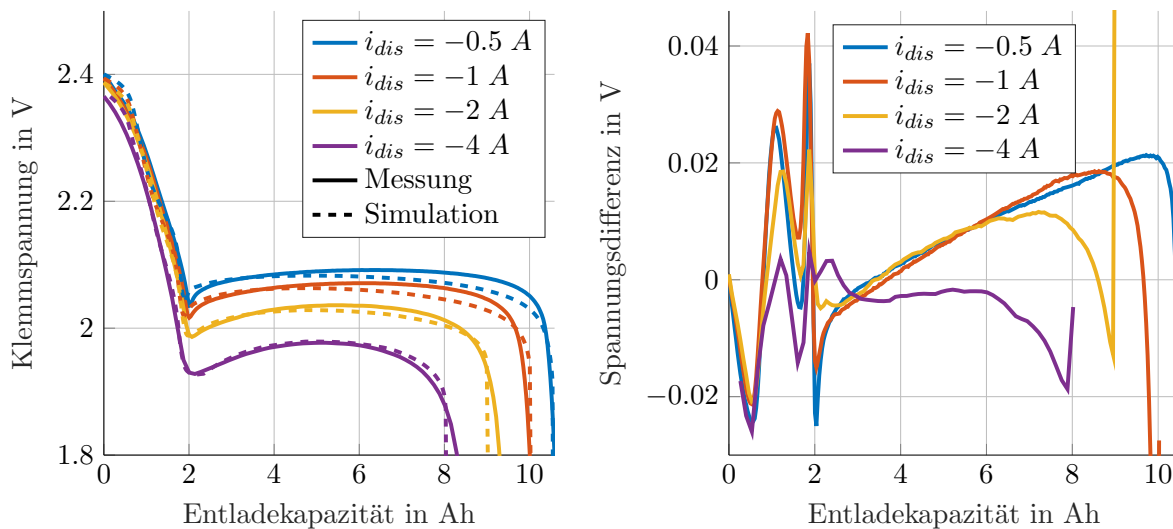 Klemmspannung in V
2.4
2.2
2
1.8
0 2 4 6 8 10
Entladekapazität in Ah
i_dis = −0.5 A
i_dis = −1 A
i_dis = −2 A
i_dis = −4 A
Messung
Simulation
Spannungsdifferenz in V
0.04
0.02
0
−0.02
0 2 4 6 8 10
Entladekapazität in Ah
i_dis = −0.5 A
i_dis = −1 A
i_dis = −2 A
i_dis = −4 A